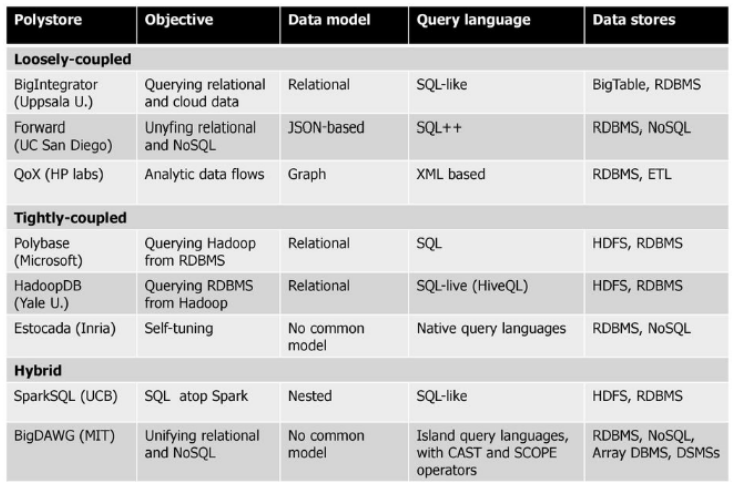 Polystore Objective Data model Query language Data stores
Loosely-coupled
BigIntegrator Querying relational Relational SQL-like BigTable, RDBMS
(Uppsala U.) and cloud data
Forward Unyfing relational JSON-based SQL++ RDBMS, NoSQL
(UC San Diego) and NoSQL
QoX (HP labs) Analytic data flows Graph XML based RDBMS, ETL
Tightly-coupled
Polybase Querying Hadoop Relational SQL HDFS, RDBMS
(Microsoft) from RDBMS
HadoopDB Querying RDBMS Relational SQL-live (HiveQL) HDFS, RDBMS
(Yale U.) from Hadoop
Estocada (Inria) Self-tuning No common Native query languages RDBMS, NoSQL
model
Hybrid
SparkSQL (UCB) SQL atop Spark Nested SQL-like HDFS, RDBMS
BigDAWG (MIT) Unifying relational No common Island query languages, RDBMS, NoSQL,
and NoSQL model with CAST and SCOPE Array DBMS, DSMSs
operators